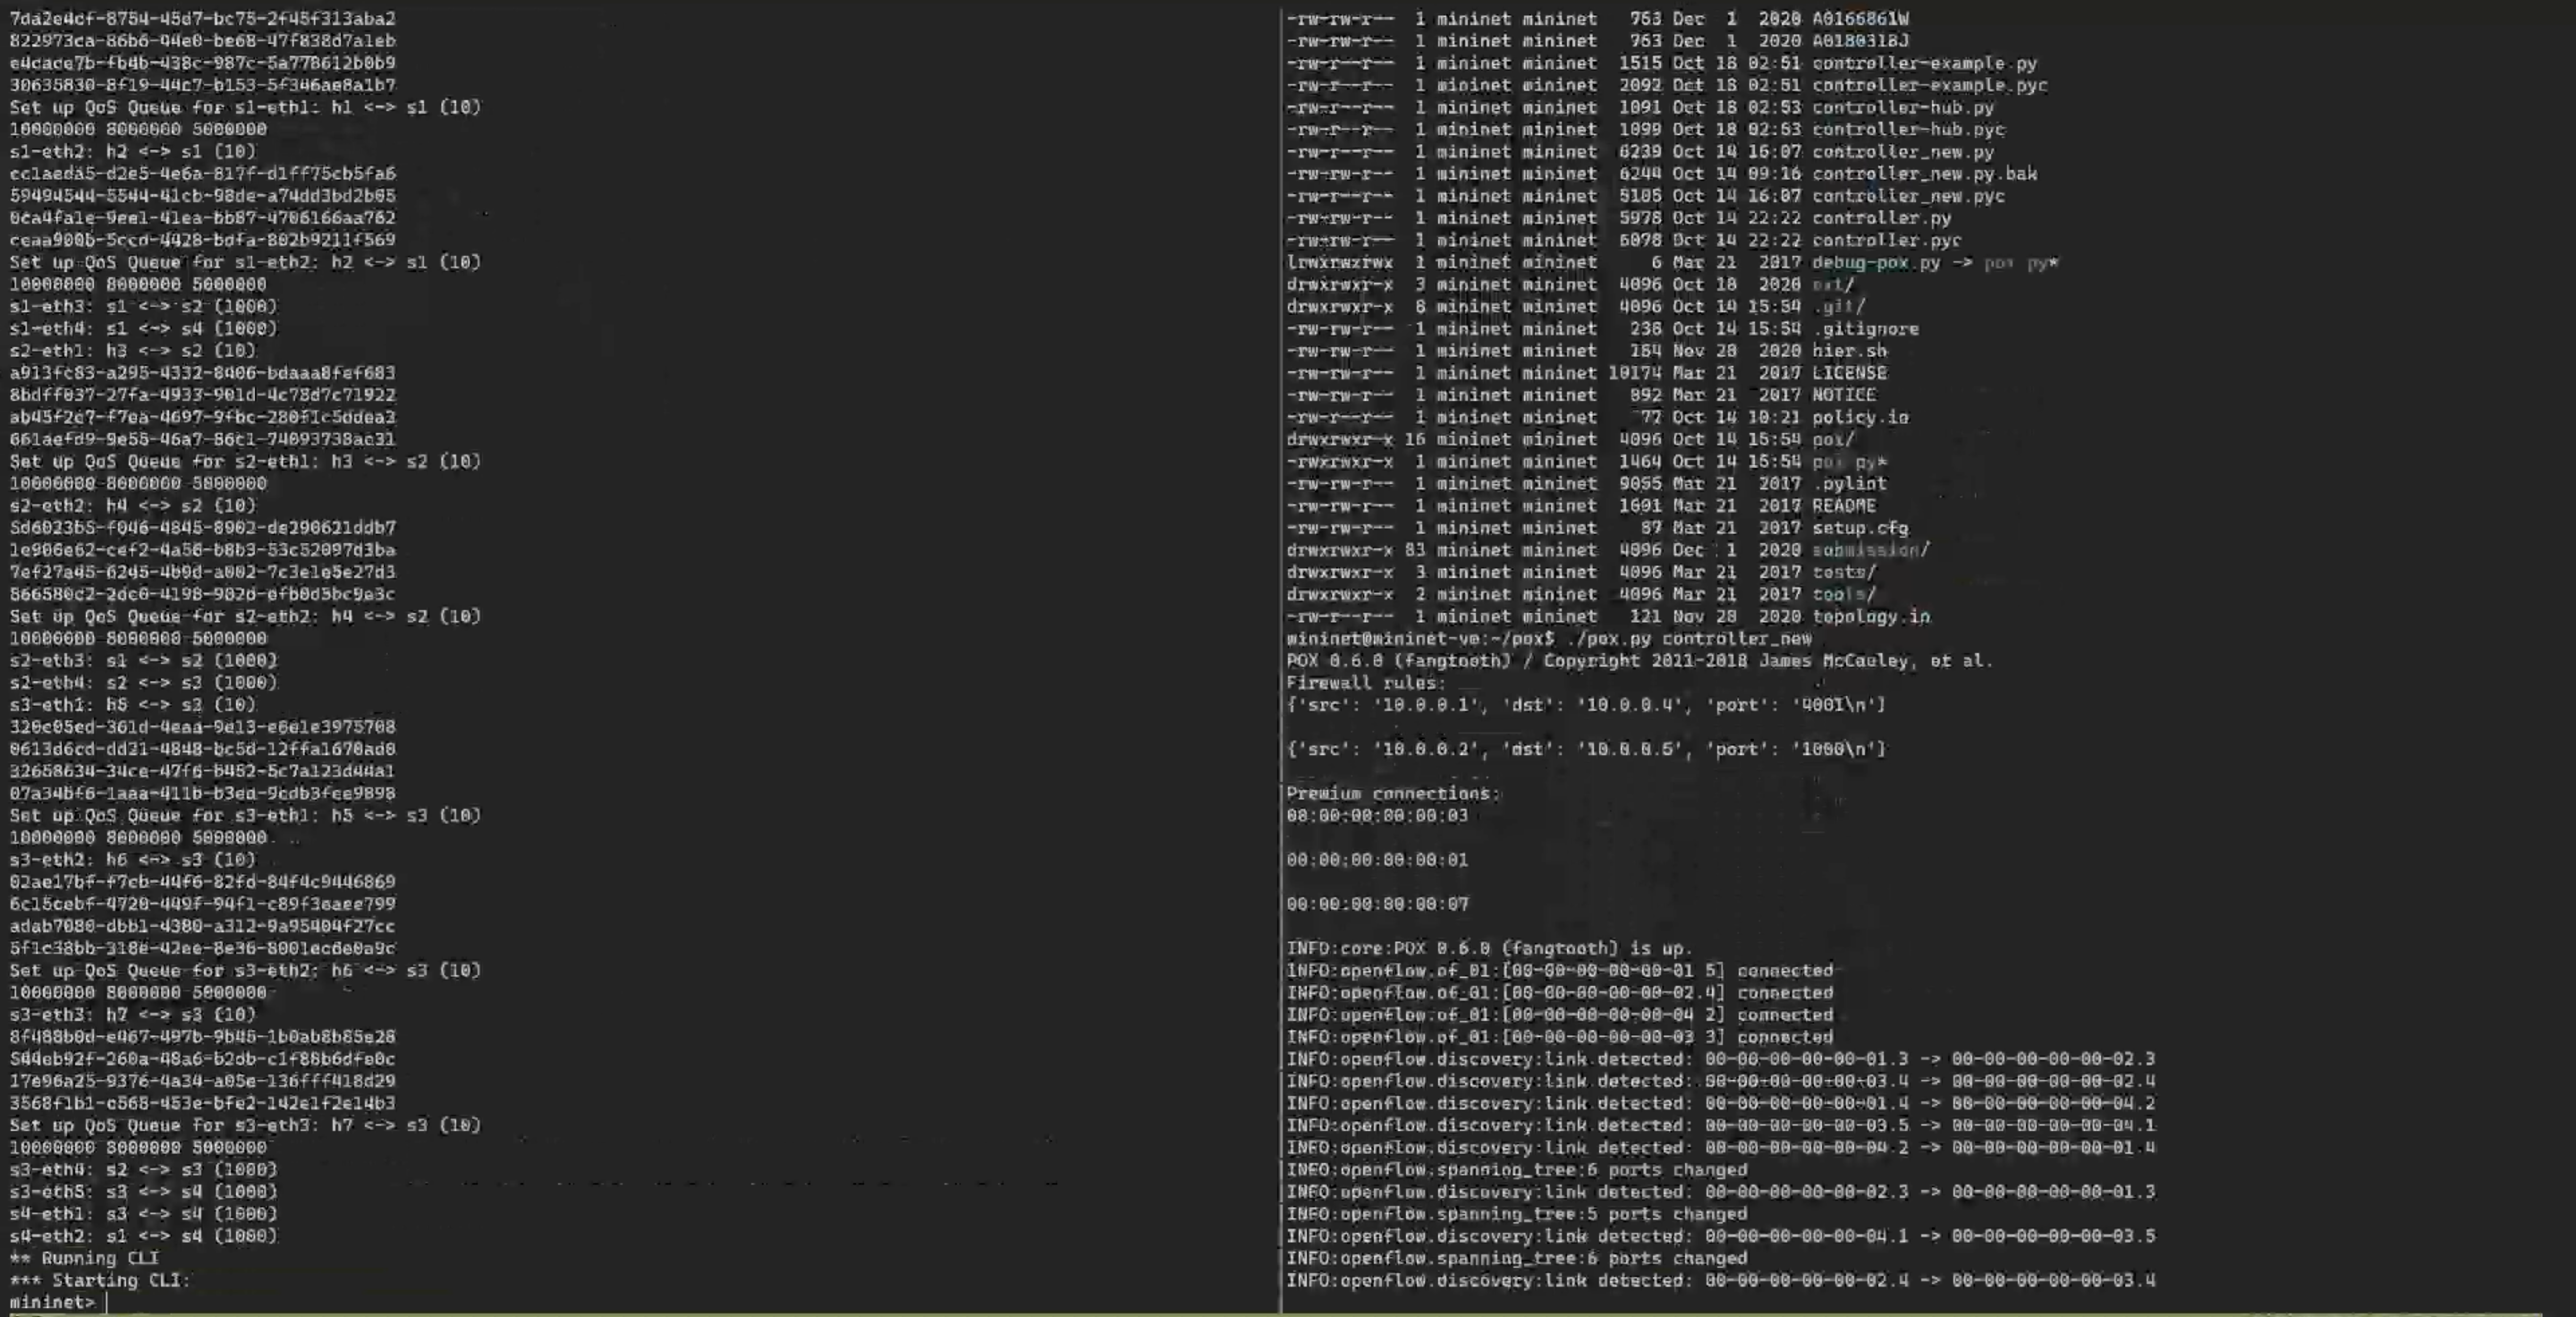 7da2e4cf-8754-45d7-bc75-2f45f313aba2
822973ca-86b6-44e0-be68-47f838d7a1eb
e4cace7b-fb4b-438c-987c-5a778612b0b9
30635830-8f19-44c7-b153-5f346ae8a1b7
Set up QoS Queue for s1-eth1: h1 <-> s1 (10)
10000000 8000000 5000000
s1-eth2: h2 <-> s1 (10)
cc1aeda5-d2e5-4e6a-817f-d1ff75cb5fa6
59494544-5544-41cb-98de-a74dd3bd2b05
0ca4fa1e-9ee1-41ea-bb87-4706166aa762
ceaa900b-5ccd-4428-bdfa-802b9211f569
Set up QoS Queue for s1-eth2: h2 <-> s1 (10)
10000000 8000000 5000000
s1-eth3: s1 <-> s2 (1000)
s1-eth4: s1 <-> s4 (1000)
s2-eth1: h3 <-> s2 (10)
a913fc83-a295-4332-8406-bdaaa8fef683
8bdff037-27fa-4933-901d-4c78d7c71922
ab45f2c7-f7ea-4697-9fbc-280f1c5ddea3
661aefd9-9e55-46a7-86c1-74093738ac31
Set up QoS Queue for s2-eth1: h3 <-> s2 (10)
10000000 8000000 5000000
s2-eth2: h4 <-> s2 (10)
5d6023b5-f046-4845-8902-de290621ddb7
1e906e62-cef2-4a56-b8b3-53c52097d3ba
7ef27a45-6245-4b9d-a002-7c3e1e5e27d3
866580c2-2dc6-4198-902d-efb0d5bc9e3c
Set up QoS Queue for s2-eth2: h4 <-> s2 (10)
10000000 8000000 5000000
s2-eth3: s1 <-> s2 (1000)
s2-eth4: s2 <-> s3 (1000)
s3-eth1: h5 <-> s3 (10)
320c05ed-361d-4eaa-9e13-e6e1e3975708
0613d6cd-dd21-4848-bc5d-12ffa1670ad0
32658634-34ce-47f6-b452-5c7a123d44a1
07a34bf6-1aaa-411b-b3ea-9cdb3fee9898
Set up QoS Queue for s3-eth1: h5 <-> s3 (10)
10000000 8000000 5000000
s3-eth2: h6 <-> s3 (10)
02ae17bf-f7cb-44f6-82fd-84f4c9446869
6c15cebf-4720-449f-94f1-c89f3eaee799
adab7080-dbb1-4380-a312-9a95404f27cc
5f1c38bb-318e-42ee-8e36-8001ec6e0a9c
Set up QoS Queue for s3-eth2: h6 <-> s3 (10)
10000000 8000000 5000000
s3-eth3: h7 <-> s3 (10)
8f488b0d-e467-497b-9b45-1b0ab8b85e28
544eb92f-260a-48a6-b2db-c1f88b6dfe0c
17e96a25-9376-4a34-a05e-136fff418d29
3568f1b1-c568-453e-bfe2-142e1f2e14b3
Set up QoS Queue for s3-eth3: h7 <-> s3 (10)
10000000 8000000 5000000
s3-eth4: s2 <-> s3 (1000)
s3-eth5: s3 <-> s4 (1000)
s4-eth1: s3 <-> s4 (1000)
s4-eth2: s1 <-> s4 (1000)
** Running CLI
*** Starting CLI:
mininet>
-rw-rw-r-- 1 mininet mininet 763 Dec 1 2020 A0166861W
-rw-rw-r-- 1 mininet mininet 763 Dec 1 2020 A0180318J
-rw-r--r-- 1 mininet mininet 1515 Oct 18 02:51 controller-example.py
-rw-r--r-- 1 mininet mininet 2092 Oct 18 02:51 controller-example.pyc
-rw-r--r-- 1 mininet mininet 1091 Oct 18 02:53 controller-hub.py
-rw-r--r-- 1 mininet mininet 1099 Oct 18 02:53 controller-hub.pyc
-rw-r--r-- 1 mininet mininet 6239 Oct 14 16:07 controller_new.py
-rw-r--r-- 1 mininet mininet 6244 Oct 14 09:16 controller_new.py.bak
-rw-r--r-- 1 mininet mininet 5105 Oct 14 16:07 controller_new.pyc
-rw-rw-r-- 1 mininet mininet 5978 Oct 14 22:22 controller.py
-rw-rw-r-- 1 mininet mininet 6078 Oct 14 22:22 controller.pyc
lrwxrwxrwx 1 mininet mininet 6 Mar 21 2017 debug-pox.py -> pox.py*
drwxrwxr-x 3 mininet mininet 4096 Oct 18 2020 ext/
drwxrwxr-x 8 mininet mininet 4096 Oct 14 15:54 .git/
-rw-rw-r-- 1 mininet mininet 238 Oct 14 15:54 .gitignore
-rw-rw-r-- 1 mininet mininet 184 Nov 28 2020 hier.sh
-rw-rw-r-- 1 mininet mininet 10174 Mar 21 2017 LICENSE
-rw-rw-r-- 1 mininet mininet 892 Mar 21 2017 NOTICE
-rw-r--r-- 1 mininet mininet 77 Oct 14 10:21 policy.in
drwxrwxr-x 16 mininet mininet 4096 Oct 14 15:54 pox/
-rwxrwxr-x 1 mininet mininet 1464 Oct 14 15:54 pox.py*
-rw-rw-r-- 1 mininet mininet 9055 Mar 21 2017 .pylint
-rw-rw-r-- 1 mininet mininet 1601 Mar 21 2017 README
-rw-rw-r-- 1 mininet mininet 87 Mar 21 2017 setup.cfg
drwxrwxr-x 83 mininet mininet 4096 Dec 1 2020 submission/
drwxrwxr-x 3 mininet mininet 4096 Mar 21 2017 tests/
drwxrwxr-x 2 mininet mininet 4096 Mar 21 2017 tools/
-rw-rw-r-- 1 mininet mininet 121 Nov 28 2020 topology.in
mininet@mininet-vm:~/pox$ ./pox.py controller_new
POX 0.6.0 (fangtooth) / Copyright 2011-2018 James McCauley, et al.
Firewall rules:
{'src': '10.0.0.1', 'dst': '10.0.0.4', 'port': '4001\n'}
{'src': '10.0.0.2', 'dst': '10.0.0.5', 'port': '1000\n'}
Premium connections:
00:00:00:00:00:03
00:00:00:00:00:01
00:00:00:00:00:07
INFO:core:POX 0.6.0 (fangtooth) is up.
INFO:openflow.of_01:[00-00-00-00-00-01 5] connected
INFO:openflow.of_01:[00-00-00-00-00-02 4] connected
INFO:openflow.of_01:[00-00-00-00-00-04 2] connected
INFO:openflow.of_01:[00-00-00-00-00-03 3] connected
INFO:openflow.discovery:link detected: 00-00-00-00-00-01.3 -> 00-00-00-00-00-02.3
INFO:openflow.discovery:link detected: 00-00-00-00-00-03.4 -> 00-00-00-00-00-02.4
INFO:openflow.discovery:link detected: 00-00-00-00-00-01.4 -> 00-00-00-00-00-04.2
INFO:openflow.discovery:link detected: 00-00-00-00-00-03.5 -> 00-00-00-00-00-04.1
INFO:openflow.discovery:link detected: 00-00-00-00-00-04.2 -> 00-00-00-00-00-01.4
INFO:openflow.spanning_tree:6 ports changed
INFO:openflow.discovery:link detected: 00-00-00-00-00-02.3 -> 00-00-00-00-00-01.3
INFO:openflow.spanning_tree:5 ports changed
INFO:openflow.discovery:link detected: 00-00-00-00-00-04.1 -> 00-00-00-00-00-03.5
INFO:openflow.spanning_tree:6 ports changed
INFO:openflow.discovery:link detected: 00-00-00-00-00-02.4 -> 00-00-00-00-00-03.4